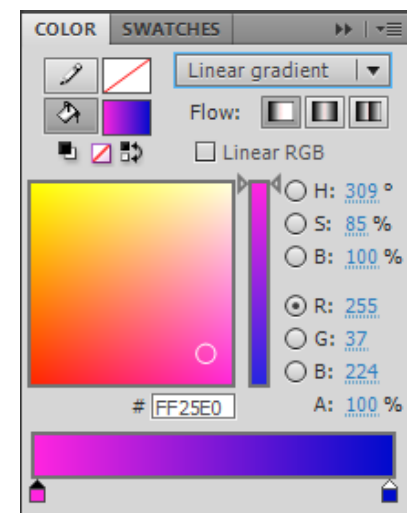 COLOR SWATCHES
Linear gradient
Flow:
Linear RGB
H: 309 °
S: 85 %
B: 100 %
R: 255
G: 37
B: 224
# FF25E0 A: 100 %